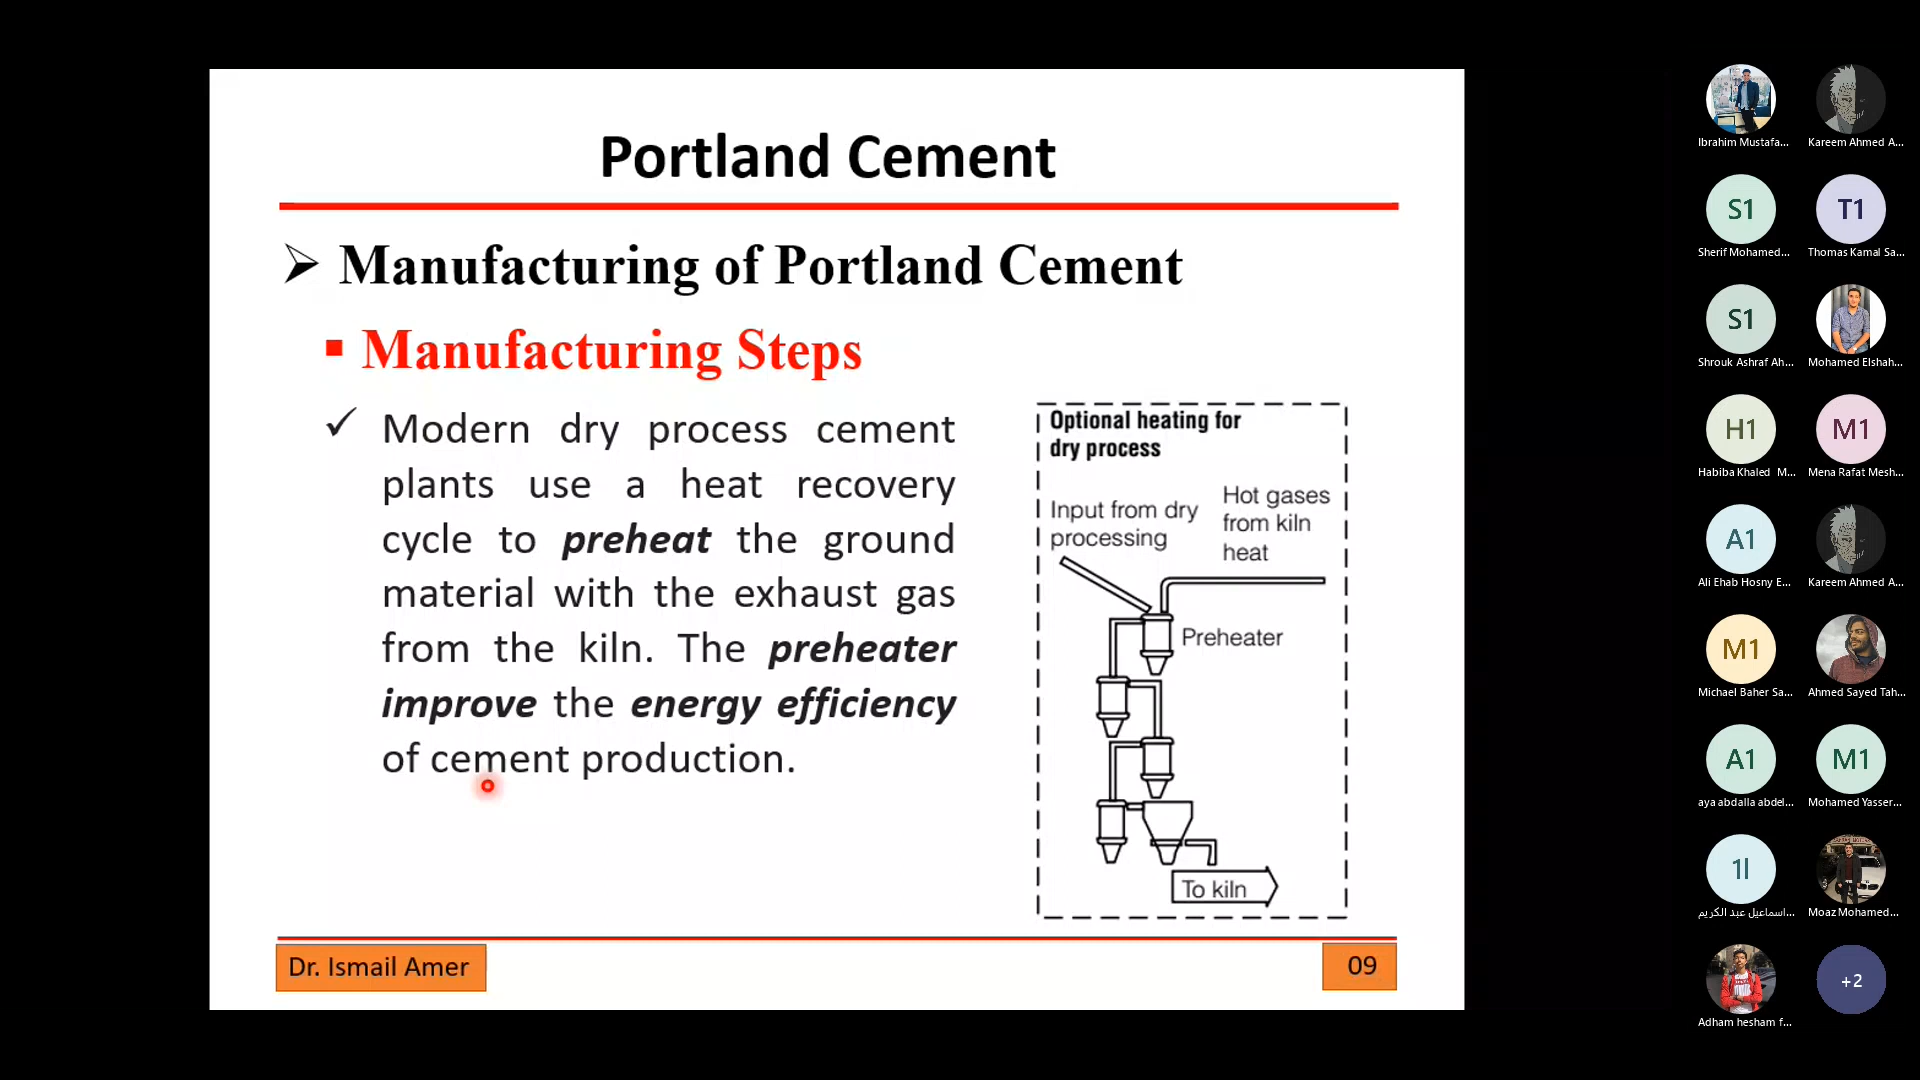 Portland Cement
➢ Manufacturing of Portland Cement
▪ Manufacturing Steps
✓ Modern dry process cement
plants use a heat recovery
cycle to preheat the ground
material with the exhaust gas
from the kiln. The preheater
improve the energy efficiency
of cement production.
Optional heating for
dry process
Input from dry
processing
Hot gases
from kiln
heat
Preheater
To kiln
Dr. Ismail Amer
09
Ibrahim Mustafa...
Kareem Ahmed A...
S1
T1
Sherif Mohamed...
Thomas Kamal Sa...
S1
Shrouk Ashraf Ah...
Mohamed Elshah...
H1
M1
Habiba Khaled M...
Mena Rafat Mesh...
A1
Ali Ehab Hosny E...
Kareem Ahmed A...
M1
Michael Baher Sa...
Ahmed Sayed Tah...
A1
M1
aya abdalla abdel...
Mohamed Yasser...
1I
اسماعيل عبد الكريم...
Moaz Mohamed...
Adham hesham f...
+2